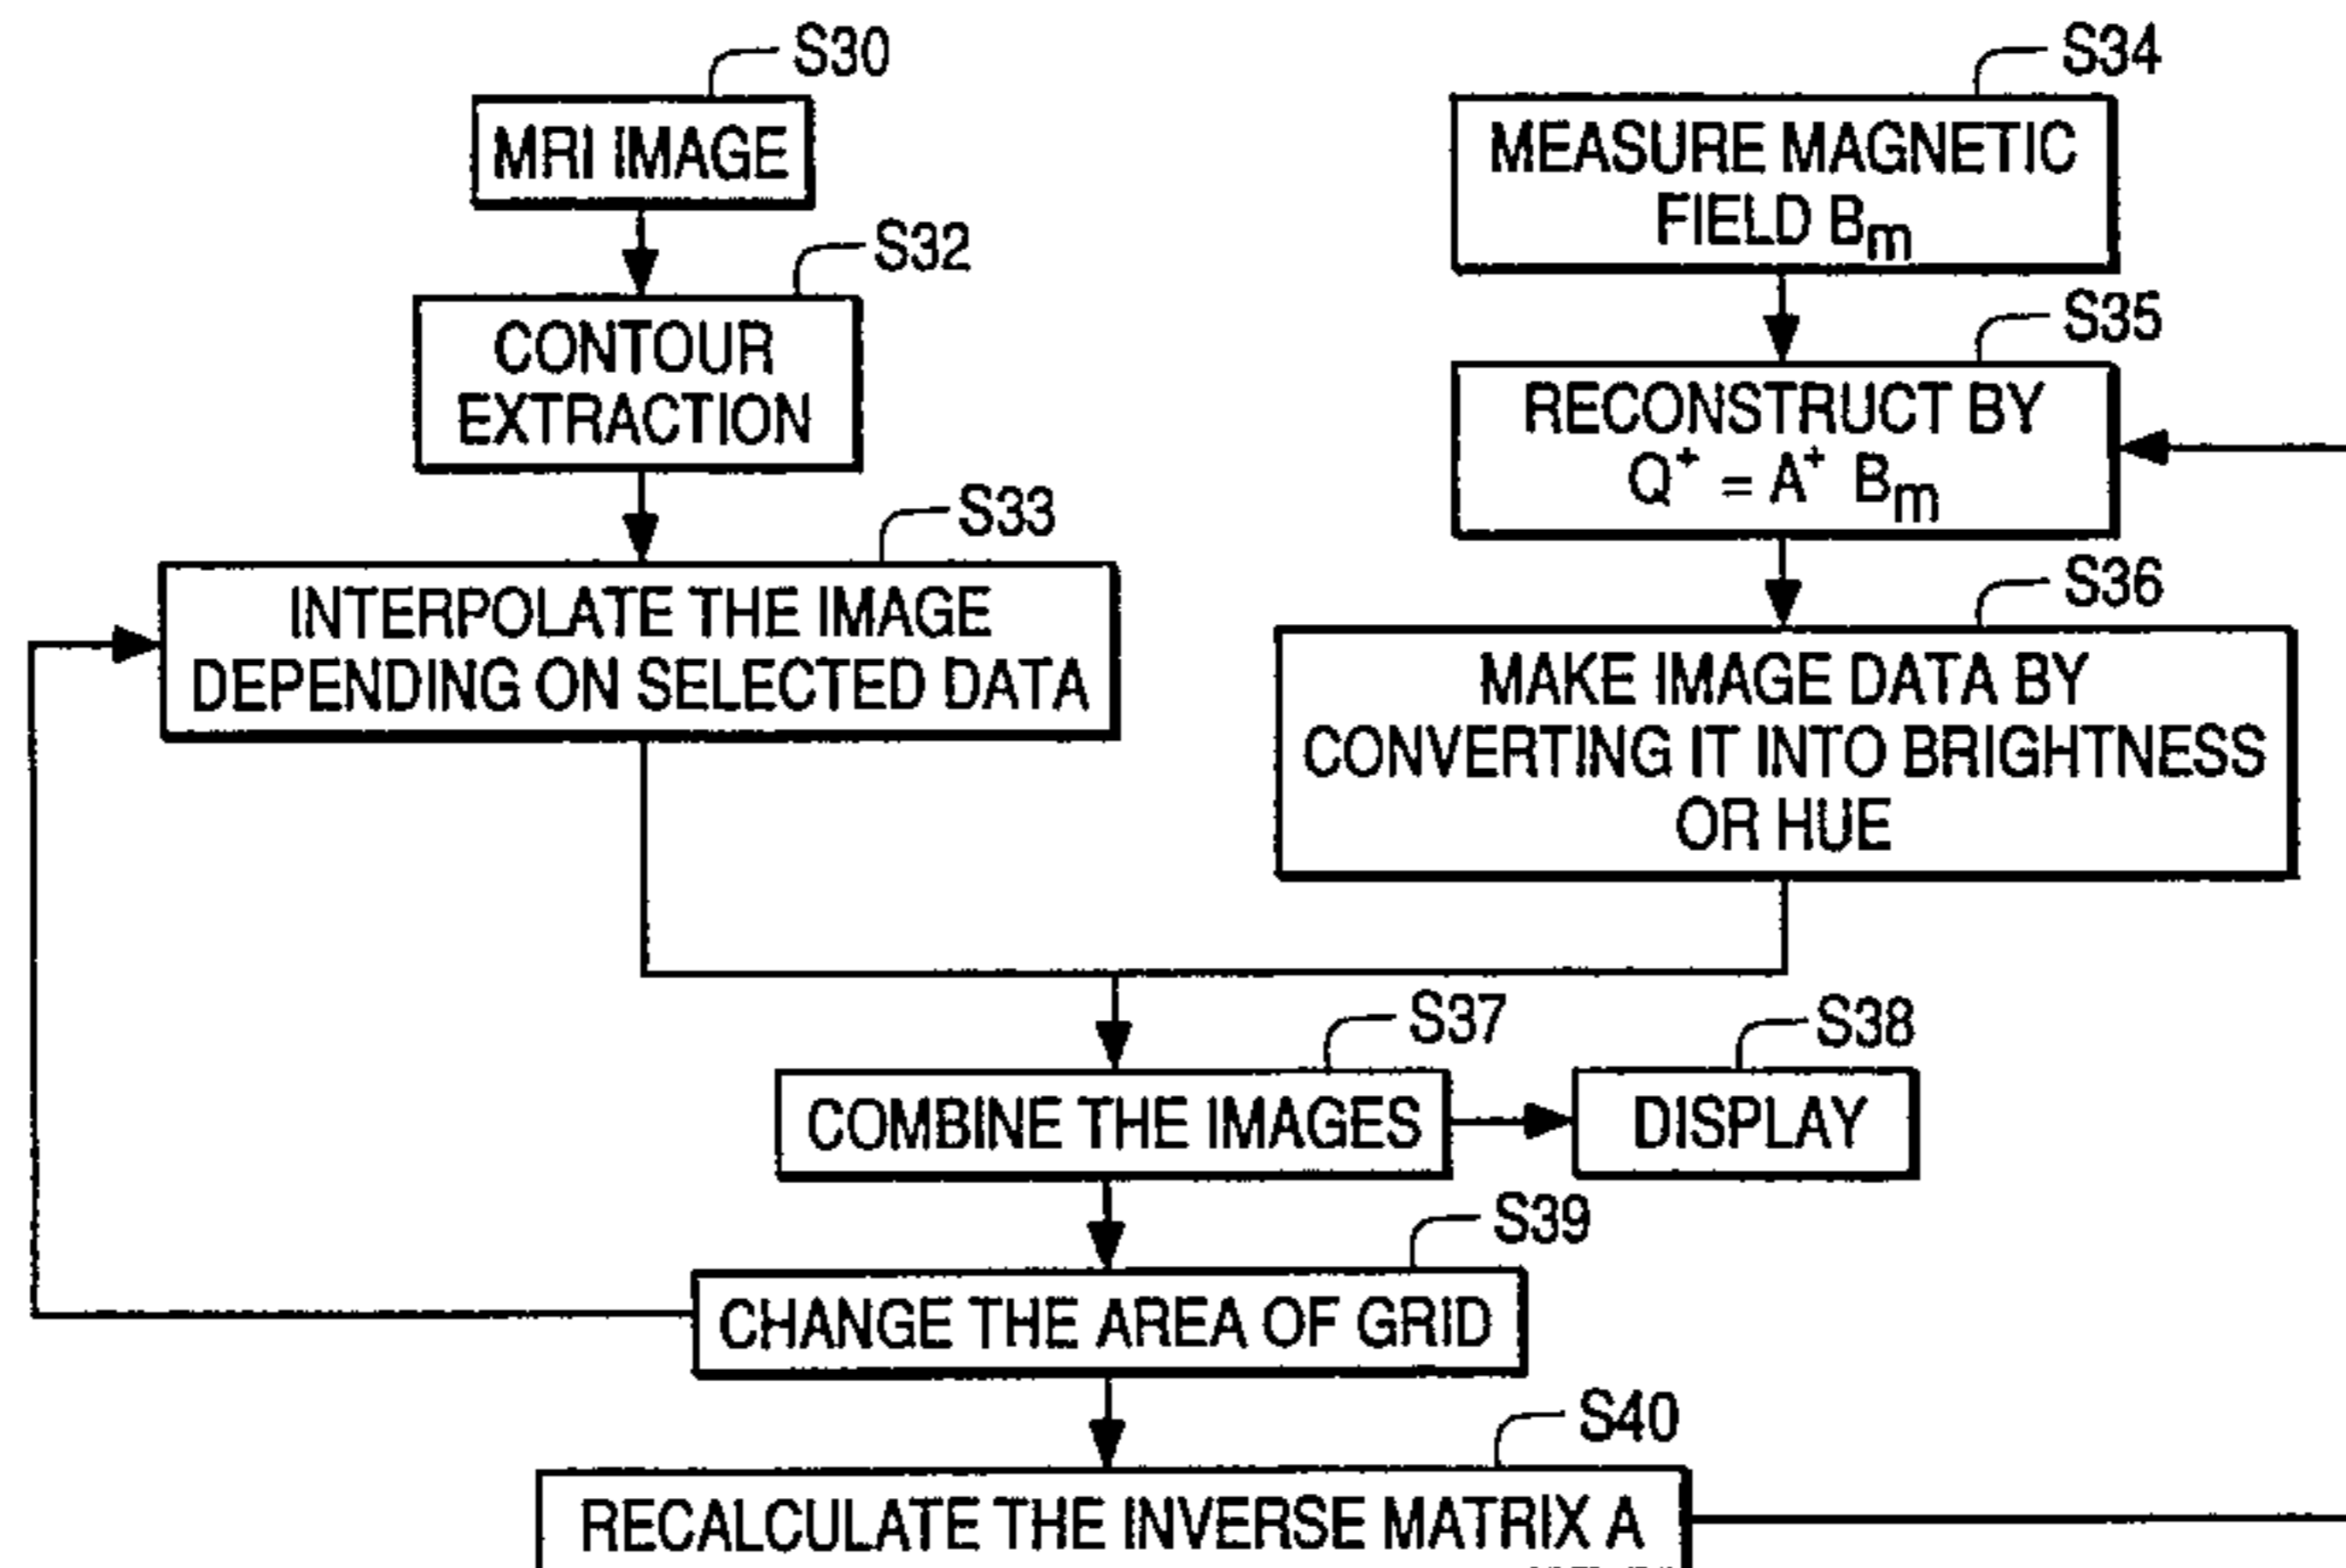 S30
MRI IMAGE
S32
CONTOUR
EXTRACTION
S33
INTERPOLATE THE IMAGE
DEPENDING ON SELECTED DATA
S34
MEASURE MAGNETIC
FIELD Bm
S35
RECONSTRUCT BY
Q+ = A+ Bm
S36
MAKE IMAGE DATA BY
CONVERTING IT INTO BRIGHTNESS
OR HUE
S37
COMBINE THE IMAGES
S38
DISPLAY
S39
CHANGE THE AREA OF GRID
S40
RECALCULATE THE INVERSE MATRIX A